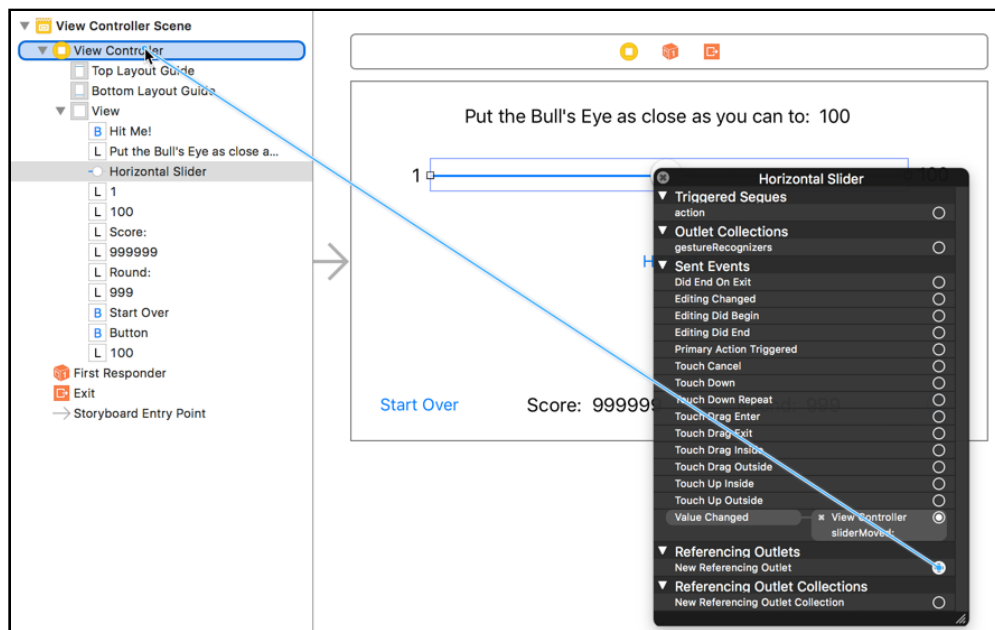 View Controller Scene
View Controller
Top Layout Guide
Bottom Layout Guide
View
B Hit Me!
L Put the Bull's Eye as close a...
Horizontal Slider
L 1
L 100
L Score:
L 999999
L Round:
L 999
B Start Over
B Button
L 100
First Responder
Exit
Storyboard Entry Point
Put the Bull's Eye as close as you can to: 100
1
100
H
Start Over
Score: 999999
999
Horizontal Slider
Triggered Segues
action
Outlet Collections
gestureRecognizers
Sent Events
Did End On Exit
Editing Changed
Editing Did Begin
Editing Did End
Primary Action Triggered
Touch Cancel
Touch Down
Touch Down Repeat
Touch Drag Enter
Touch Drag Exit
Touch Drag Inside
Touch Drag Outside
Touch Up Inside
Touch Up Outside
Value Changed
View Controller
sliderMoved:
Referencing Outlets
New Referencing Outlet
Referencing Outlet Collections
New Referencing Outlet Collection